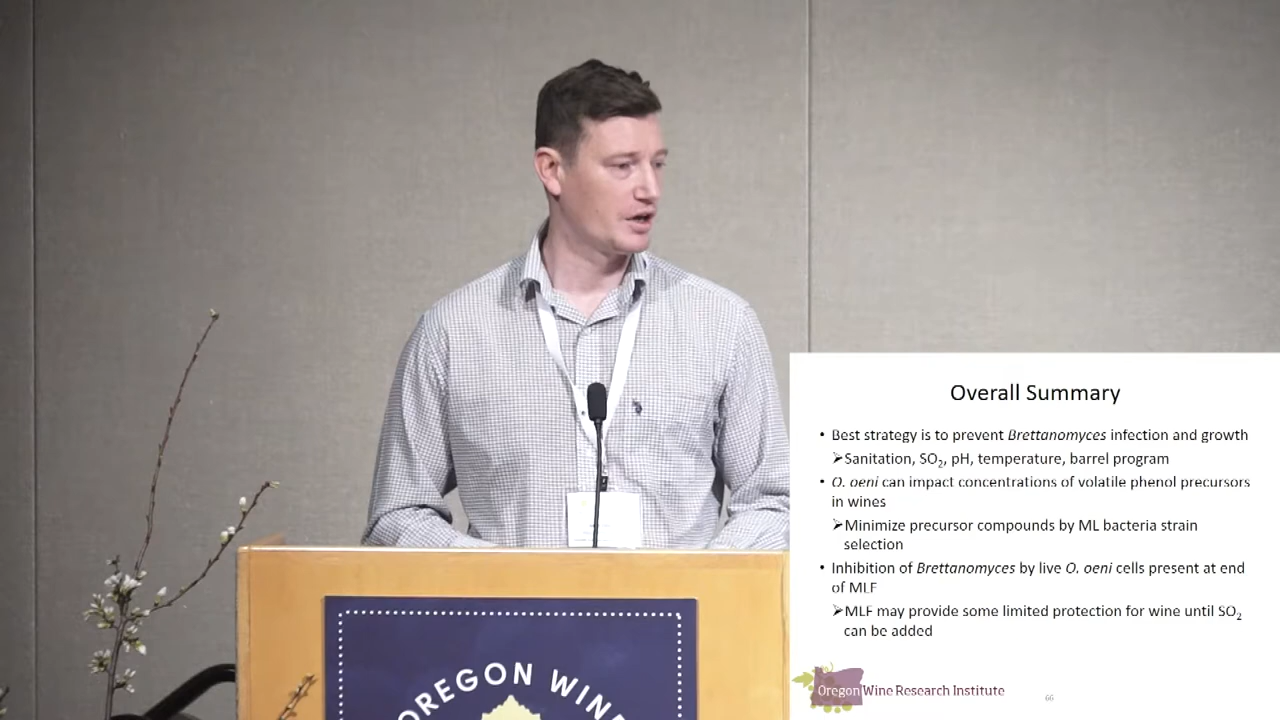 Overall Summary
• Best strategy is to prevent Brettanomyces infection and growth
➢Sanitation, SO2, pH, temperature, barrel program
• O. oeni can impact concentrations of volatile phenol precursors
in wines
➢Minimize precursor compounds by ML bacteria strain
selection
• Inhibition of Brettanomyces by live O. oeni cells present at end
of MLF
➢MLF may provide some limited protection for wine until SO2
can be added
Oregon Wine Research Institute
66
OREGON WINE